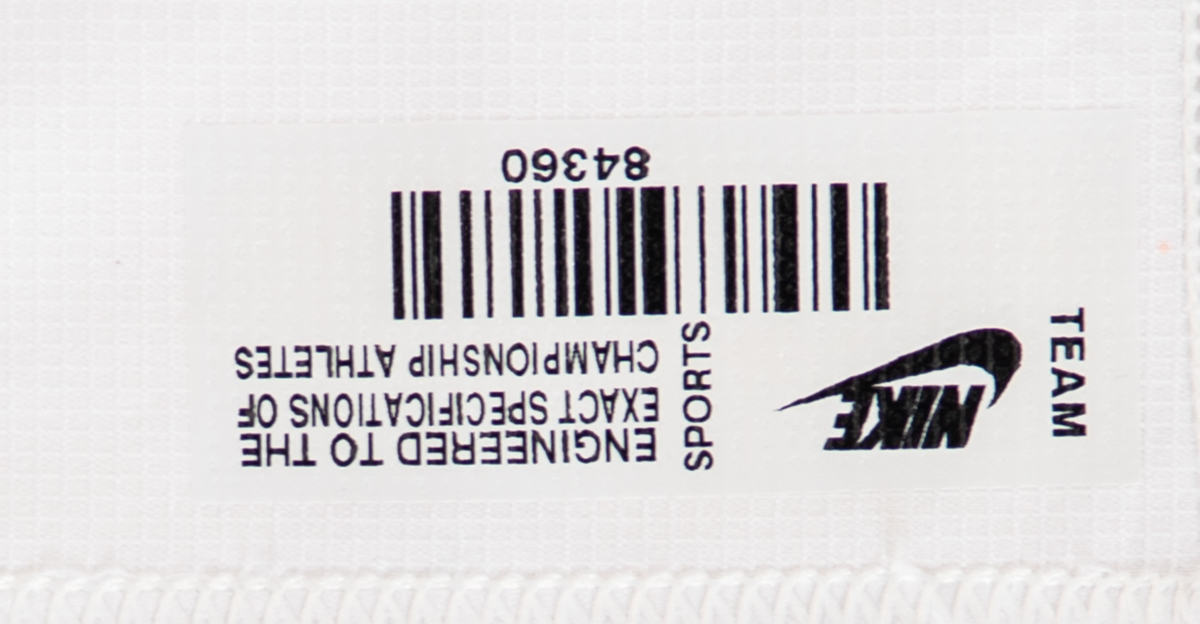 TEAM
NIKE
SPORTS
ENGINEERED TO THE
EXACT SPECIFICATIONS OF
CHAMPIONSHIP ATHLETES
84360